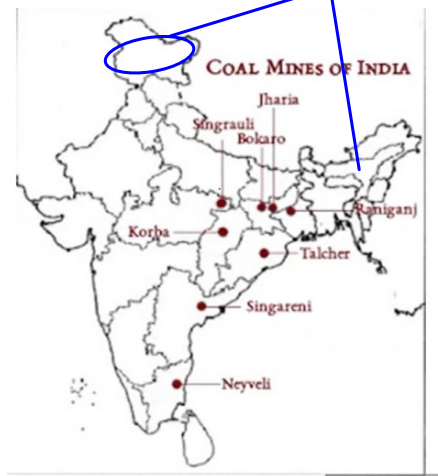 COAL MINES OF INDIA
Jharia
Singrauli
Bokaro
Raniganj
Korba
Talcher
Singareni
Neyveli